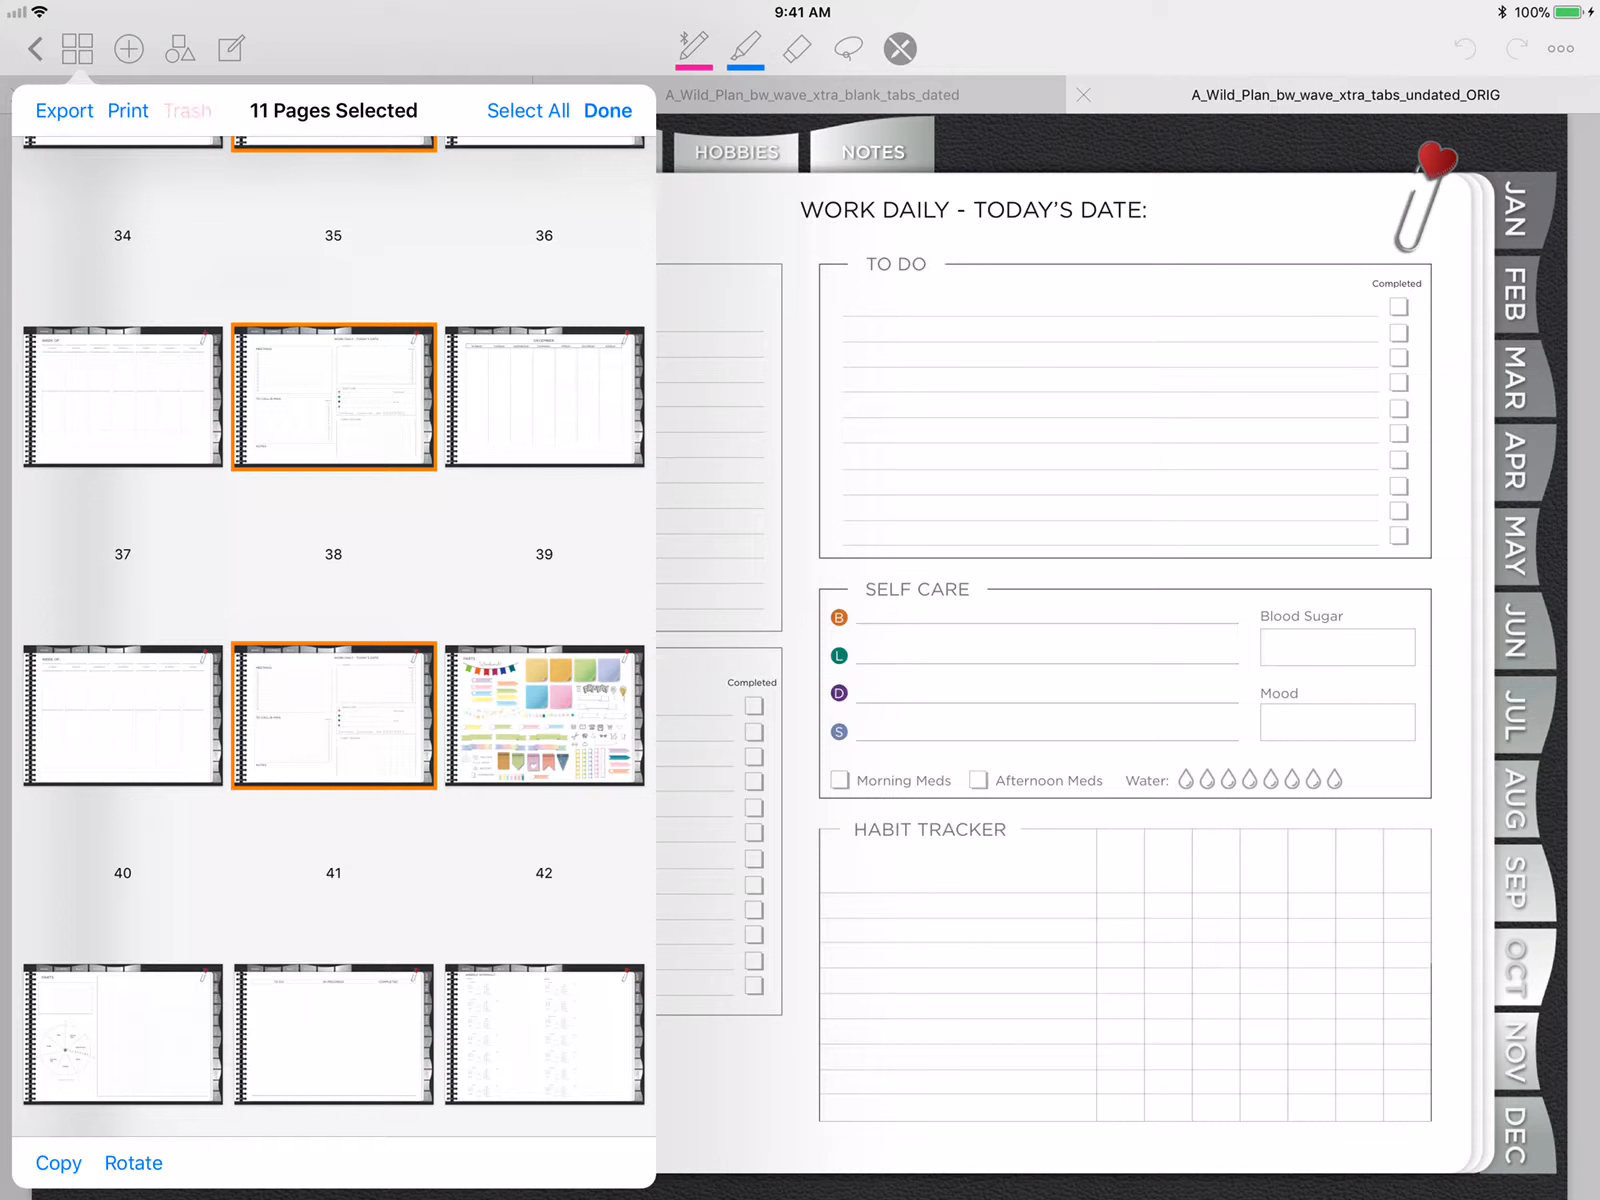 9:41 AM
100%
A_Wild_Plan_bw_wave_xtra_blank_tabs_dated
A_Wild_Plan_bw_wave_xtra_tabs_undated_ORIG
Export
Print
Trash
11 Pages Selected
Select All
Done
34
35
36
37
38
39
40
41
42
Copy
Rotate
HOBBIES
NOTES
WORK DAILY - TODAY'S DATE:
TO DO
Completed
SELF CARE
B
L
D
S
Blood Sugar
Mood
Morning Meds
Afternoon Meds
Water:
HABIT TRACKER
Completed
JAN
FEB
MAR
APR
MAY
JUN
JUL
AUG
SEP
OCT
NOV
DEC